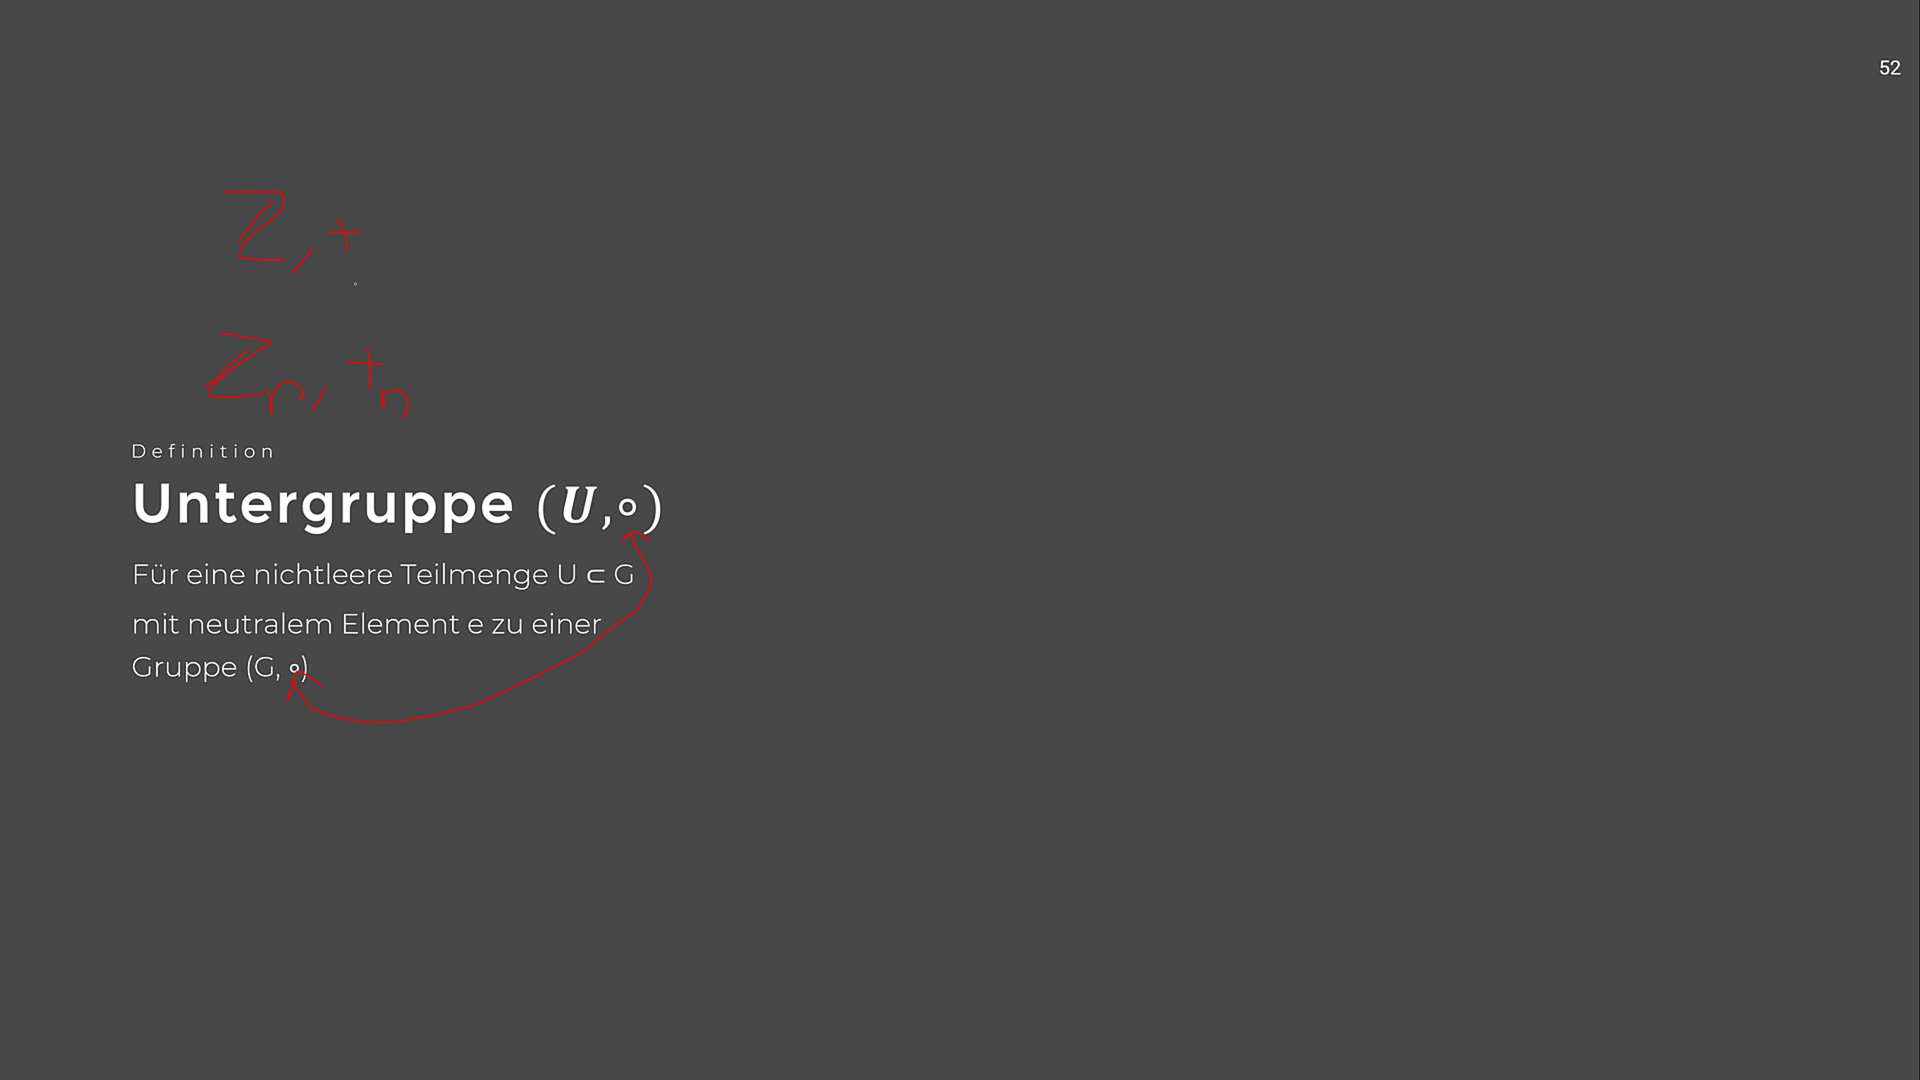 52
ℤ, +
ℤn, +n
Definition
Untergruppe (U,∘)
Für eine nichtleere Teilmenge U ⊂ G
mit neutralem Element e zu einer
Gruppe (G, ∘)